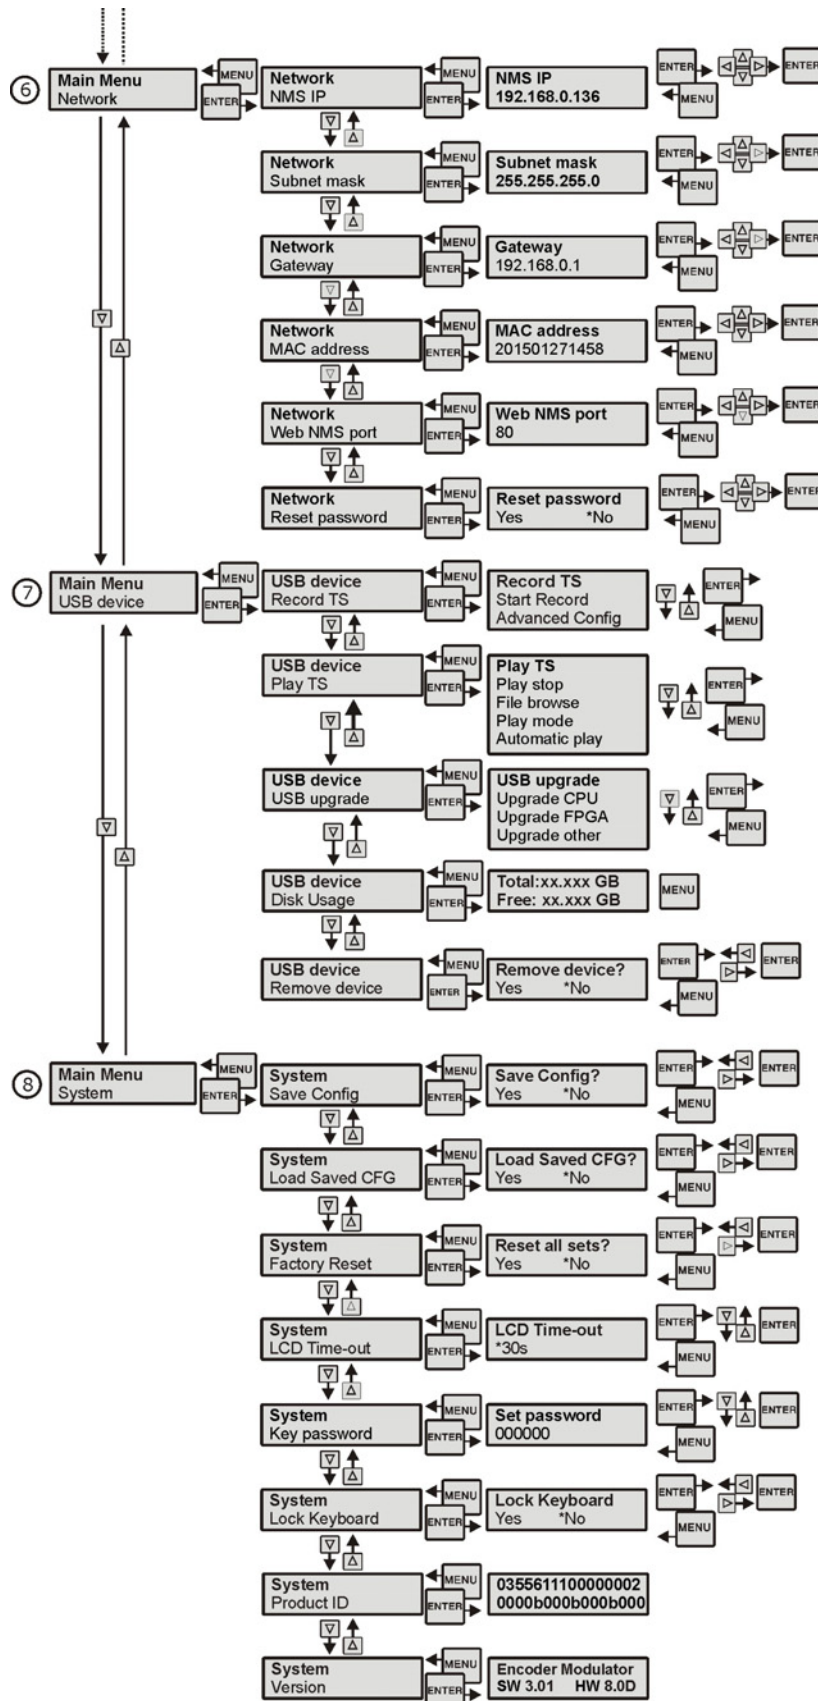 6
Main Menu
Network
MENU
ENTER
Network
NMS IP
MENU
ENTER
NMS IP
192.168.0.136
ENTER
MENU
ENTER
Network
Subnet mask
MENU
ENTER
Subnet mask
255.255.255.0
ENTER
MENU
ENTER
Network
Gateway
MENU
ENTER
Gateway
192.168.0.1
ENTER
MENU
ENTER
Network
MAC address
MENU
ENTER
MAC address
201501271458
ENTER
MENU
ENTER
Network
Web NMS port
MENU
ENTER
Web NMS port
80
ENTER
MENU
ENTER
Network
Reset password
MENU
ENTER
Reset password
Yes *No
ENTER
MENU
ENTER
7
Main Menu
USB device
MENU
ENTER
USB device
Record TS
MENU
ENTER
Record TS
Start Record
Advanced Config
ENTER
MENU
USB device
Play TS
MENU
ENTER
Play TS
Play stop
File browse
Play mode
Automatic play
ENTER
MENU
USB device
USB upgrade
MENU
ENTER
USB upgrade
Upgrade CPU
Upgrade FPGA
Upgrade other
ENTER
MENU
USB device
Disk Usage
MENU
ENTER
Total:xx.xxx GB
Free: xx.xxx GB
MENU
USB device
Remove device
MENU
ENTER
Remove device?
Yes *No
ENTER
MENU
ENTER
8
Main Menu
System
MENU
ENTER
System
Save Config
MENU
ENTER
Save Config?
Yes *No
ENTER
MENU
ENTER
System
Load Saved CFG
MENU
ENTER
Load Saved CFG?
Yes *No
ENTER
MENU
ENTER
System
Factory Reset
MENU
ENTER
Reset all sets?
Yes *No
ENTER
MENU
ENTER
System
LCD Time-out
MENU
ENTER
LCD Time-out
*30s
ENTER
MENU
ENTER
System
Key password
MENU
ENTER
Set password
000000
ENTER
MENU
ENTER
System
Lock Keyboard
MENU
ENTER
Lock Keyboard
Yes *No
ENTER
MENU
ENTER
System
Product ID
MENU
ENTER
0355611100000002
0000b000b000b000
System
Version
MENU
ENTER
Encoder Modulator
SW 3.01 HW 8.0D